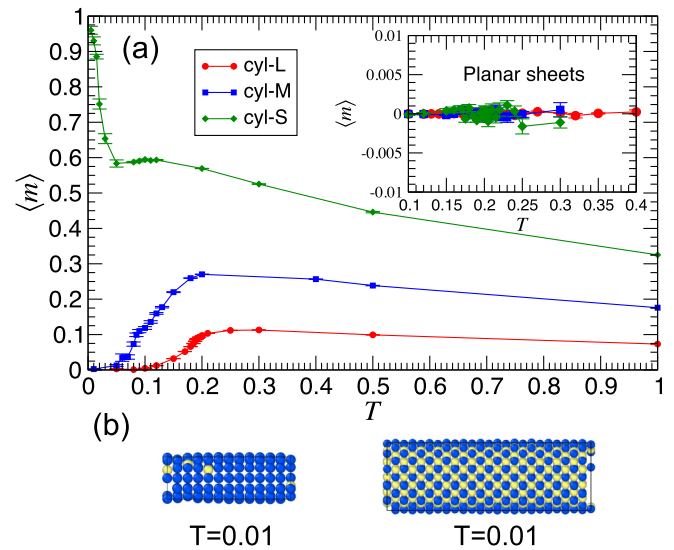 (a)
cyl-L
cyl-M
cyl-S
⟨m⟩
1
0.9
0.8
0.7
0.6
0.5
0.4
0.3
0.2
0.1
0
0 0.1 0.2 0.3 0.4 0.5 0.6 0.7 0.8 0.9 1
T
Planar sheets
⟨m⟩
0.01
0.005
0
-0.005
-0.01
0.1 0.15 0.2 0.25 0.3 0.35 0.4
T
(b)
T=0.01 T=0.01